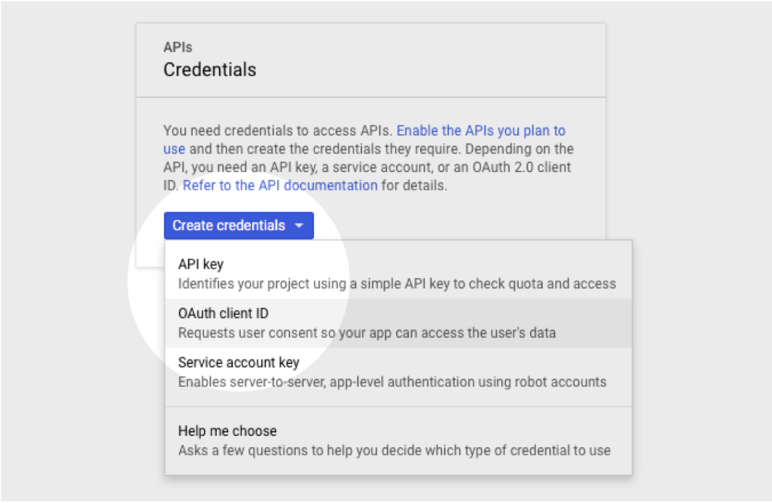 APIs
Credentials
You need credentials to access APIs. Enable the APIs you plan to
use and then create the credentials they require. Depending on the
API, you need an API key, a service account, or an OAuth 2.0 client
ID. Refer to the API documentation for details.
Create credentials
API key
Identifies your project using a simple API key to check quota and access
OAuth client ID
Requests user consent so your app can access the user's data
Service account key
Enables server-to-server, app-level authentication using robot accounts
Help me choose
Asks a few questions to help you decide which type of credential to use